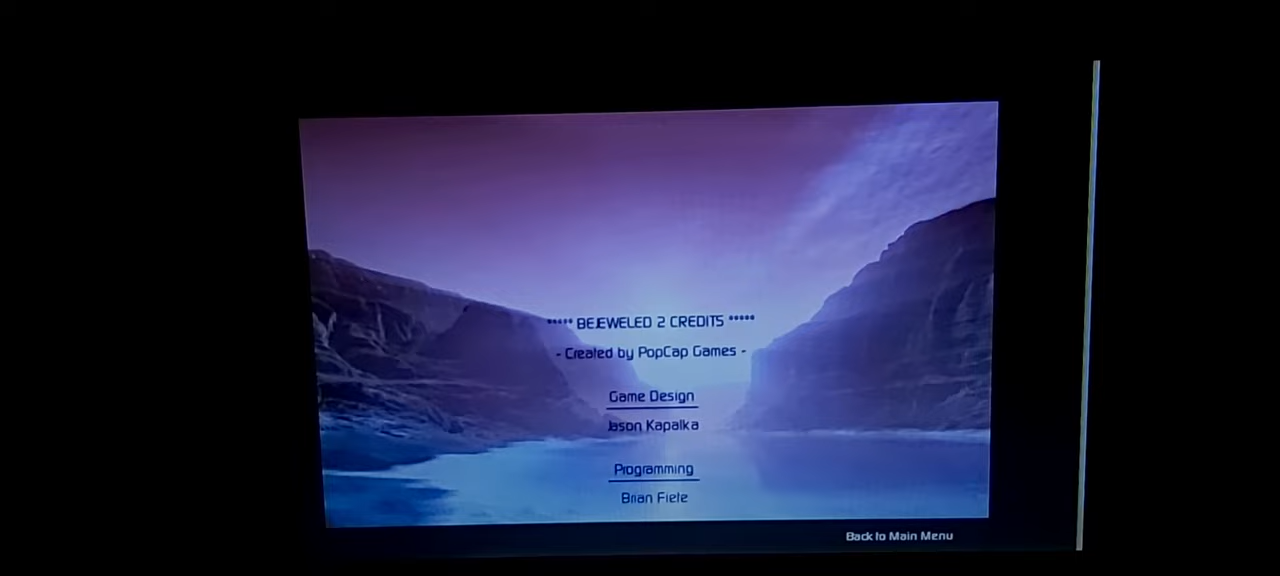 ***** BEJEWELED 2 CREDITS *****
- Created by PopCap Games -
Game Design
Jason Kapalka
Programming
Brian Fiete
Back to Main Menu